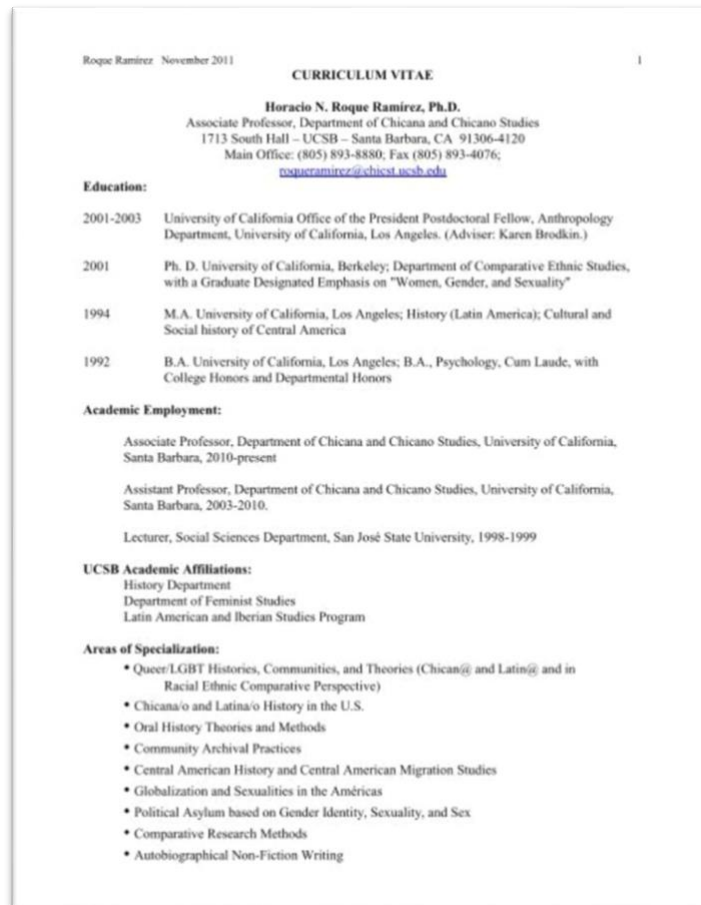 Roque Ramírez November 2011 1
CURRICULUM VITAE
Horacio N. Roque Ramírez, Ph.D.
Associate Professor, Department of Chicana and Chicano Studies
1713 South Hall – UCSB – Santa Barbara, CA 91306-4120
Main Office: (805) 893-8880; Fax (805) 893-4076;
roqueramirez@chicst.ucsb.edu
Education:
2001-2003 University of California Office of the President Postdoctoral Fellow, Anthropology
Department, University of California, Los Angeles. (Adviser: Karen Brodkin.)
2001 Ph. D. University of California, Berkeley; Department of Comparative Ethnic Studies,
with a Graduate Designated Emphasis on "Women, Gender, and Sexuality"
1994 M.A. University of California, Los Angeles; History (Latin America); Cultural and
Social history of Central America
1992 B.A. University of California, Los Angeles; B.A., Psychology, Cum Laude, with
College Honors and Departmental Honors
Academic Employment:
Associate Professor, Department of Chicana and Chicano Studies, University of California,
Santa Barbara, 2010-present
Assistant Professor, Department of Chicana and Chicano Studies, University of California,
Santa Barbara, 2003-2010.
Lecturer, Social Sciences Department, San José State University, 1998-1999
UCSB Academic Affiliations:
History Department
Department of Feminist Studies
Latin American and Iberian Studies Program
Areas of Specialization:
• Queer/LGBT Histories, Communities, and Theories (Chican@ and Latin@ and in
Racial Ethnic Comparative Perspective)
• Chicana/o and Latina/o History in the U.S.
• Oral History Theories and Methods
• Community Archival Practices
• Central American History and Central American Migration Studies
• Globalization and Sexualities in the Américas
• Political Asylum based on Gender Identity, Sexuality, and Sex
• Comparative Research Methods
• Autobiographical Non-Fiction Writing